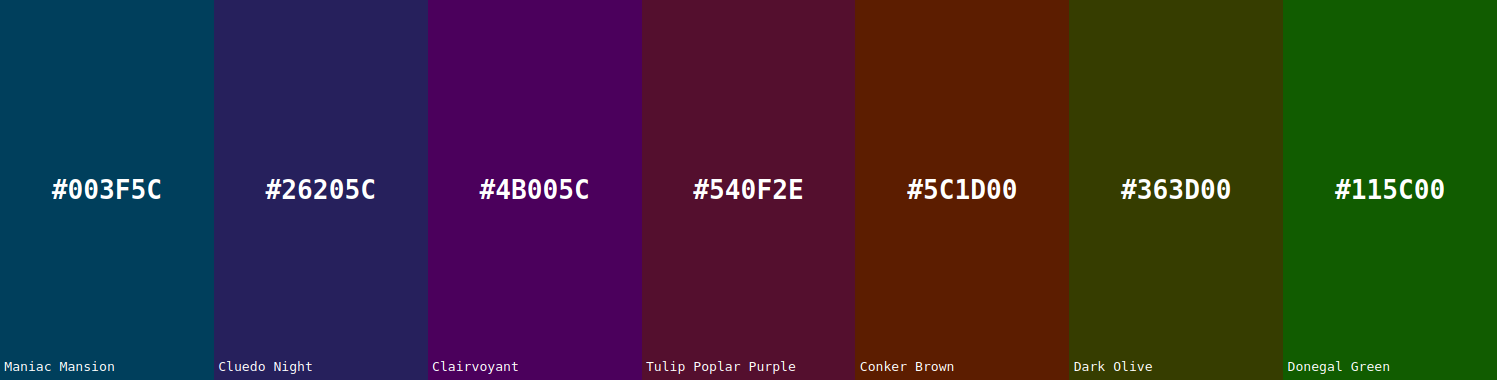 #003F5C
#26205C
#4B005C
#540F2E
#5C1D00
#363D00
#115C00
Maniac Mansion
Cluedo Night
Clairvoyant
Tulip Poplar Purple
Conker Brown
Dark Olive
Donegal Green